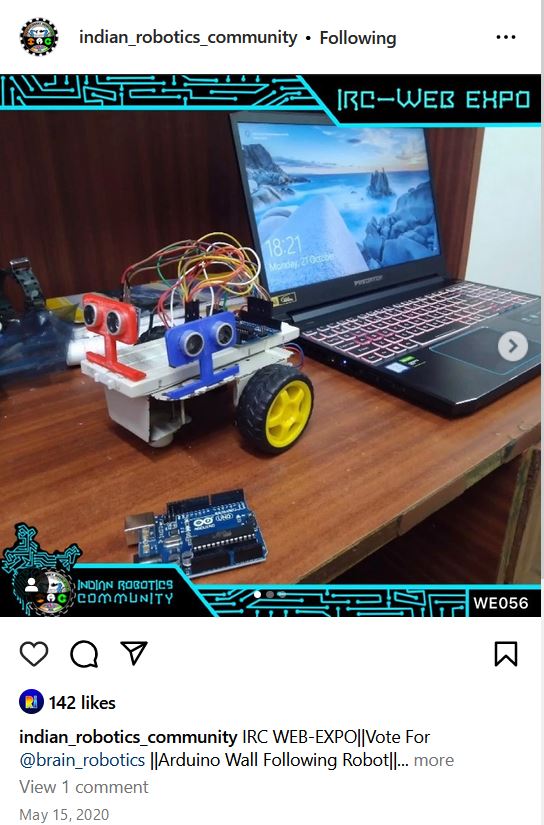 indian_robotics_community • Following
IRC-WEB EXPO
18:21
Monday, 21 October
PREDATOR
UNO
ARDUINO
INDIAN ROBOTICS
COMMUNITY
WE056
142 likes
indian_robotics_community IRC WEB-EXPO||Vote For
@brain_robotics ||Arduino Wall Following Robot||... more
View 1 comment
May 15, 2020